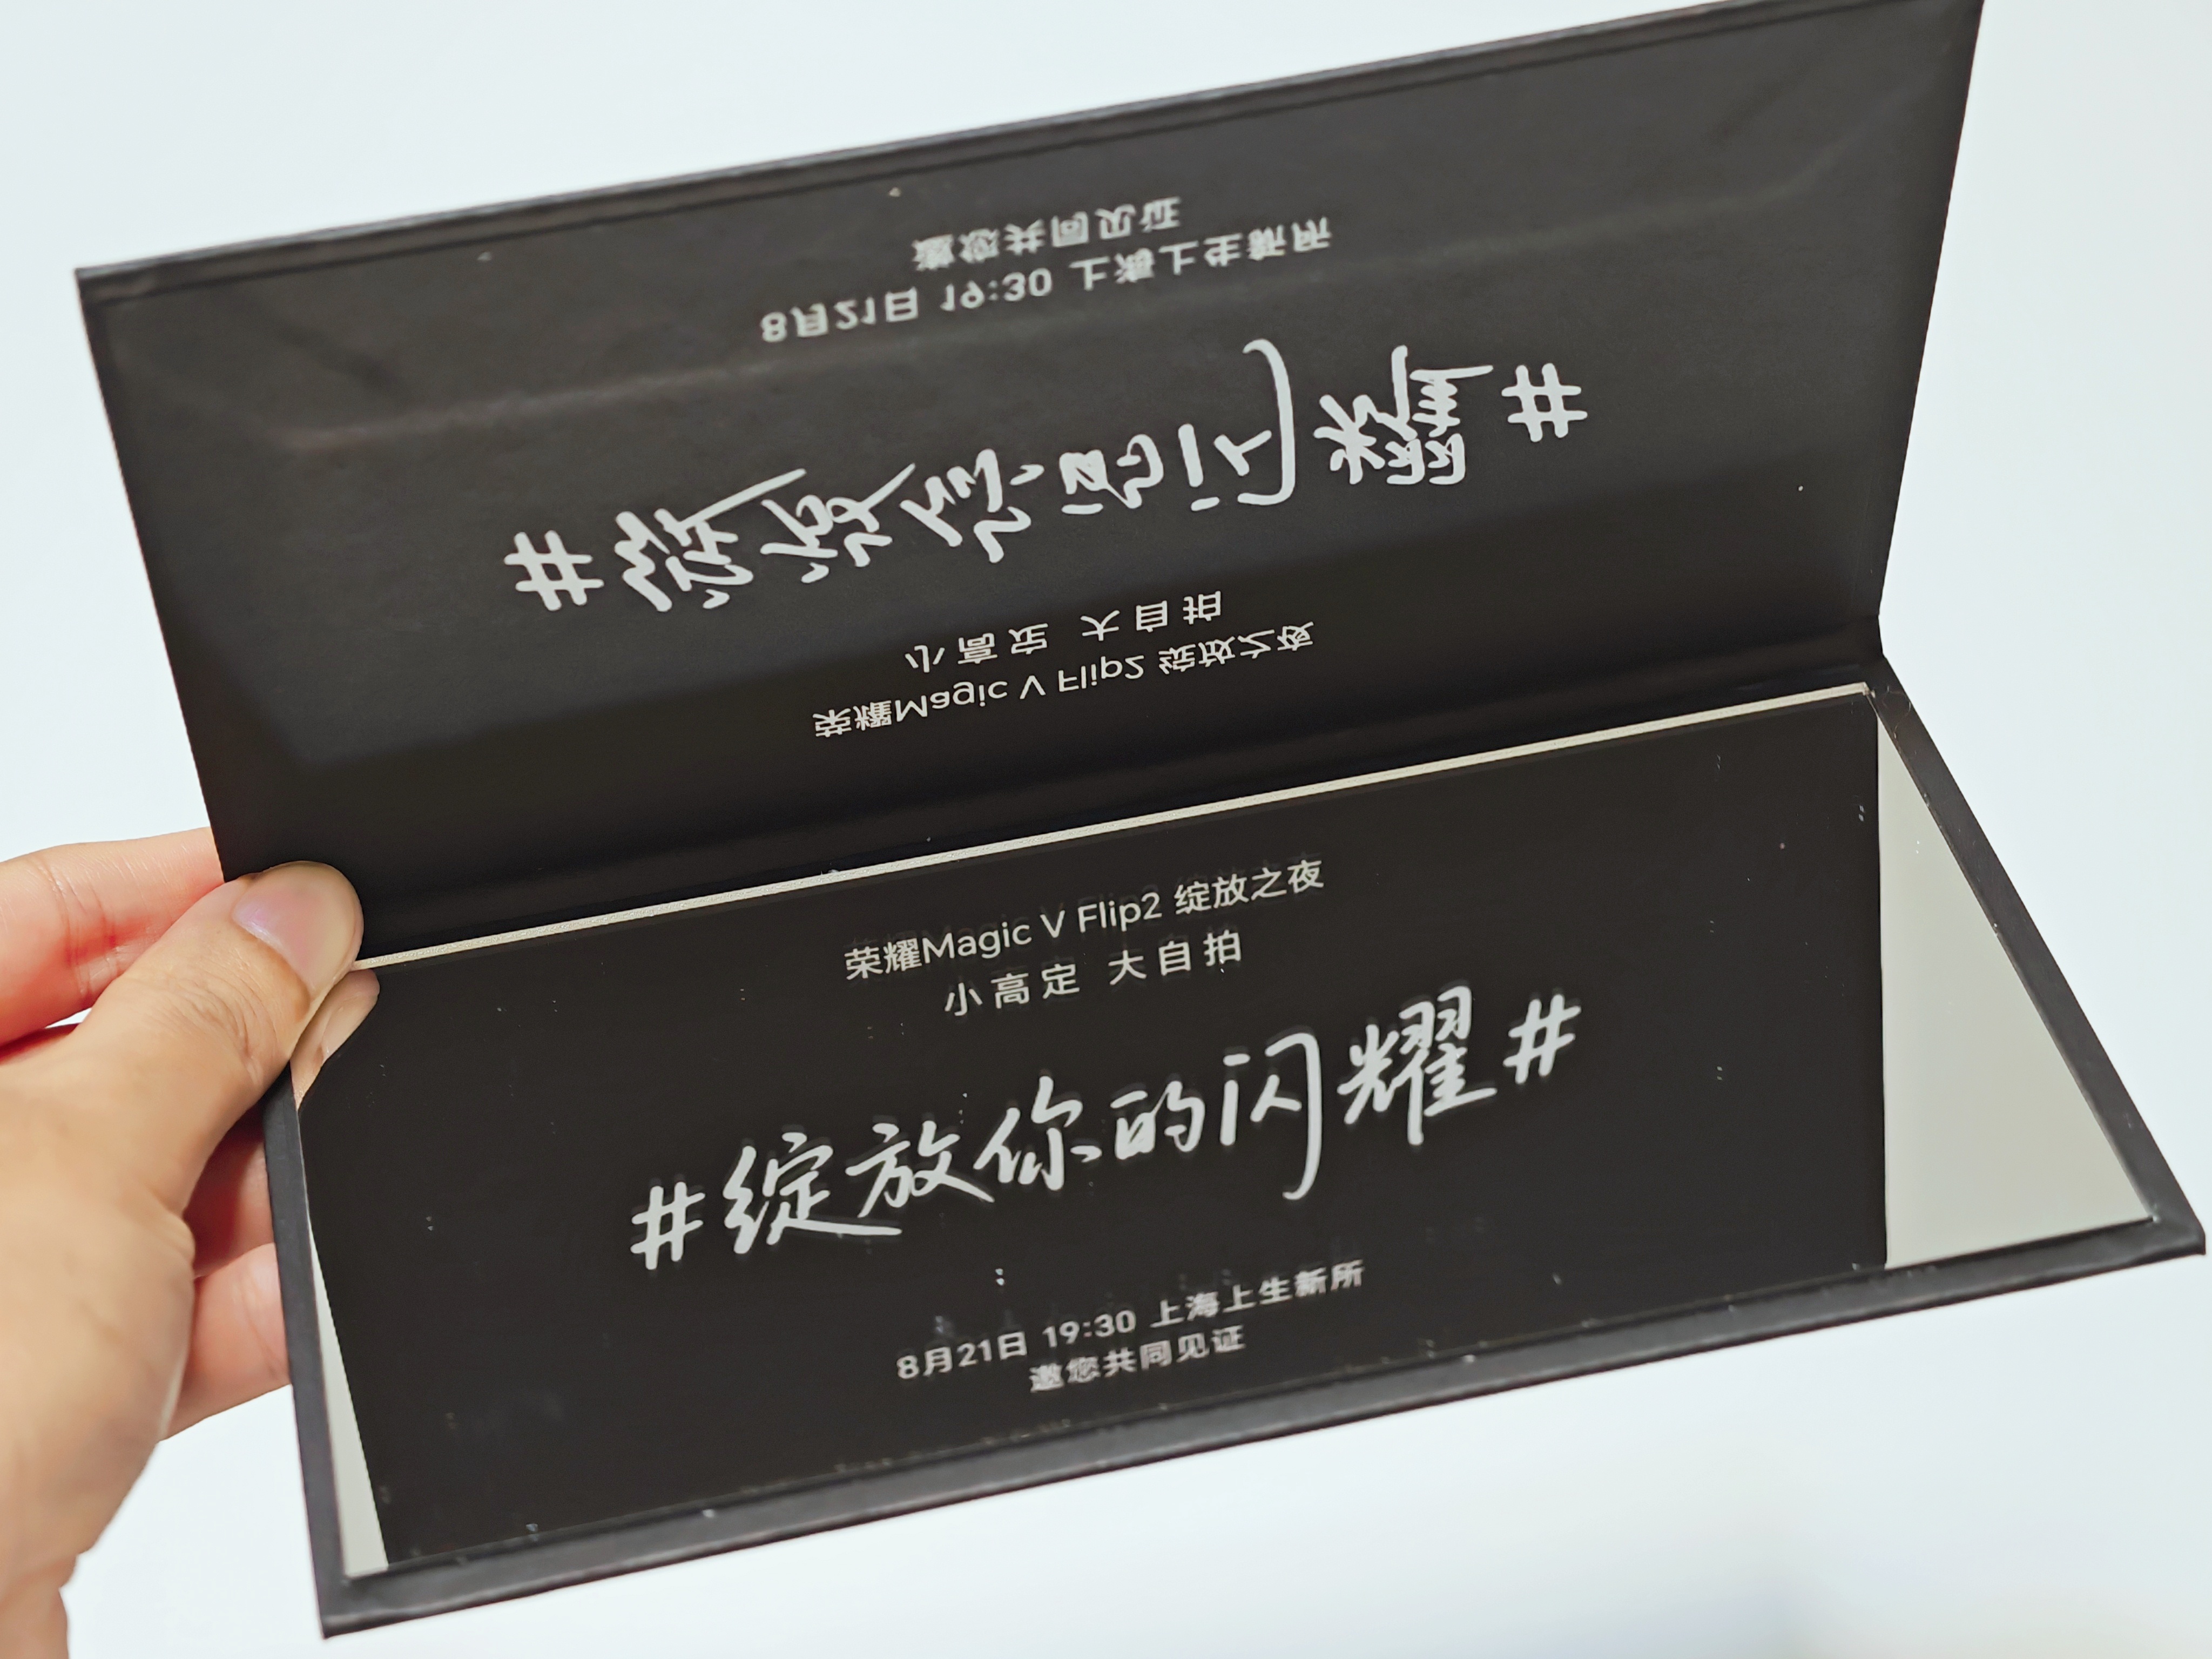 荣耀Magic V Flip2 绽放之夜
小高定 大自拍
#绽放你的闪耀#
8月21日 19:30 上海上生新所
邀您共同见证